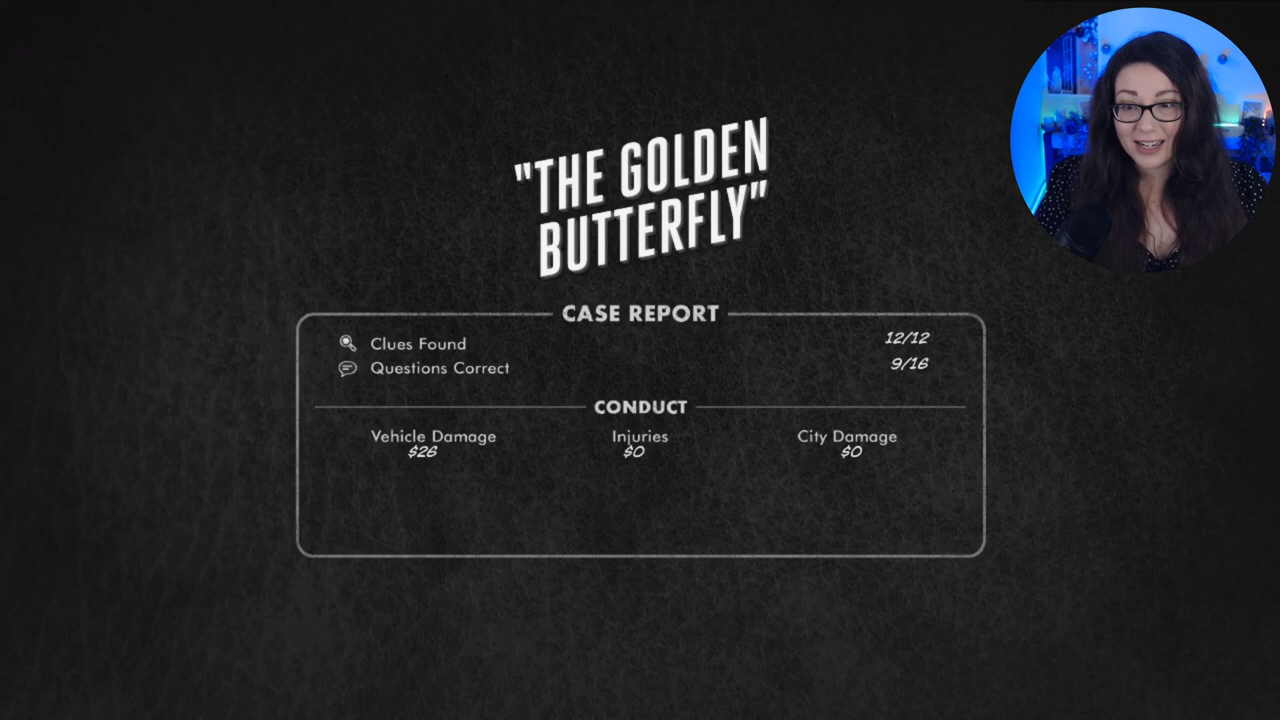 "THE GOLDEN
BUTTERFLY"
CASE REPORT
Clues Found 12/12
Questions Correct 9/16
CONDUCT
Vehicle Damage Injuries City Damage
$26 $0 $0